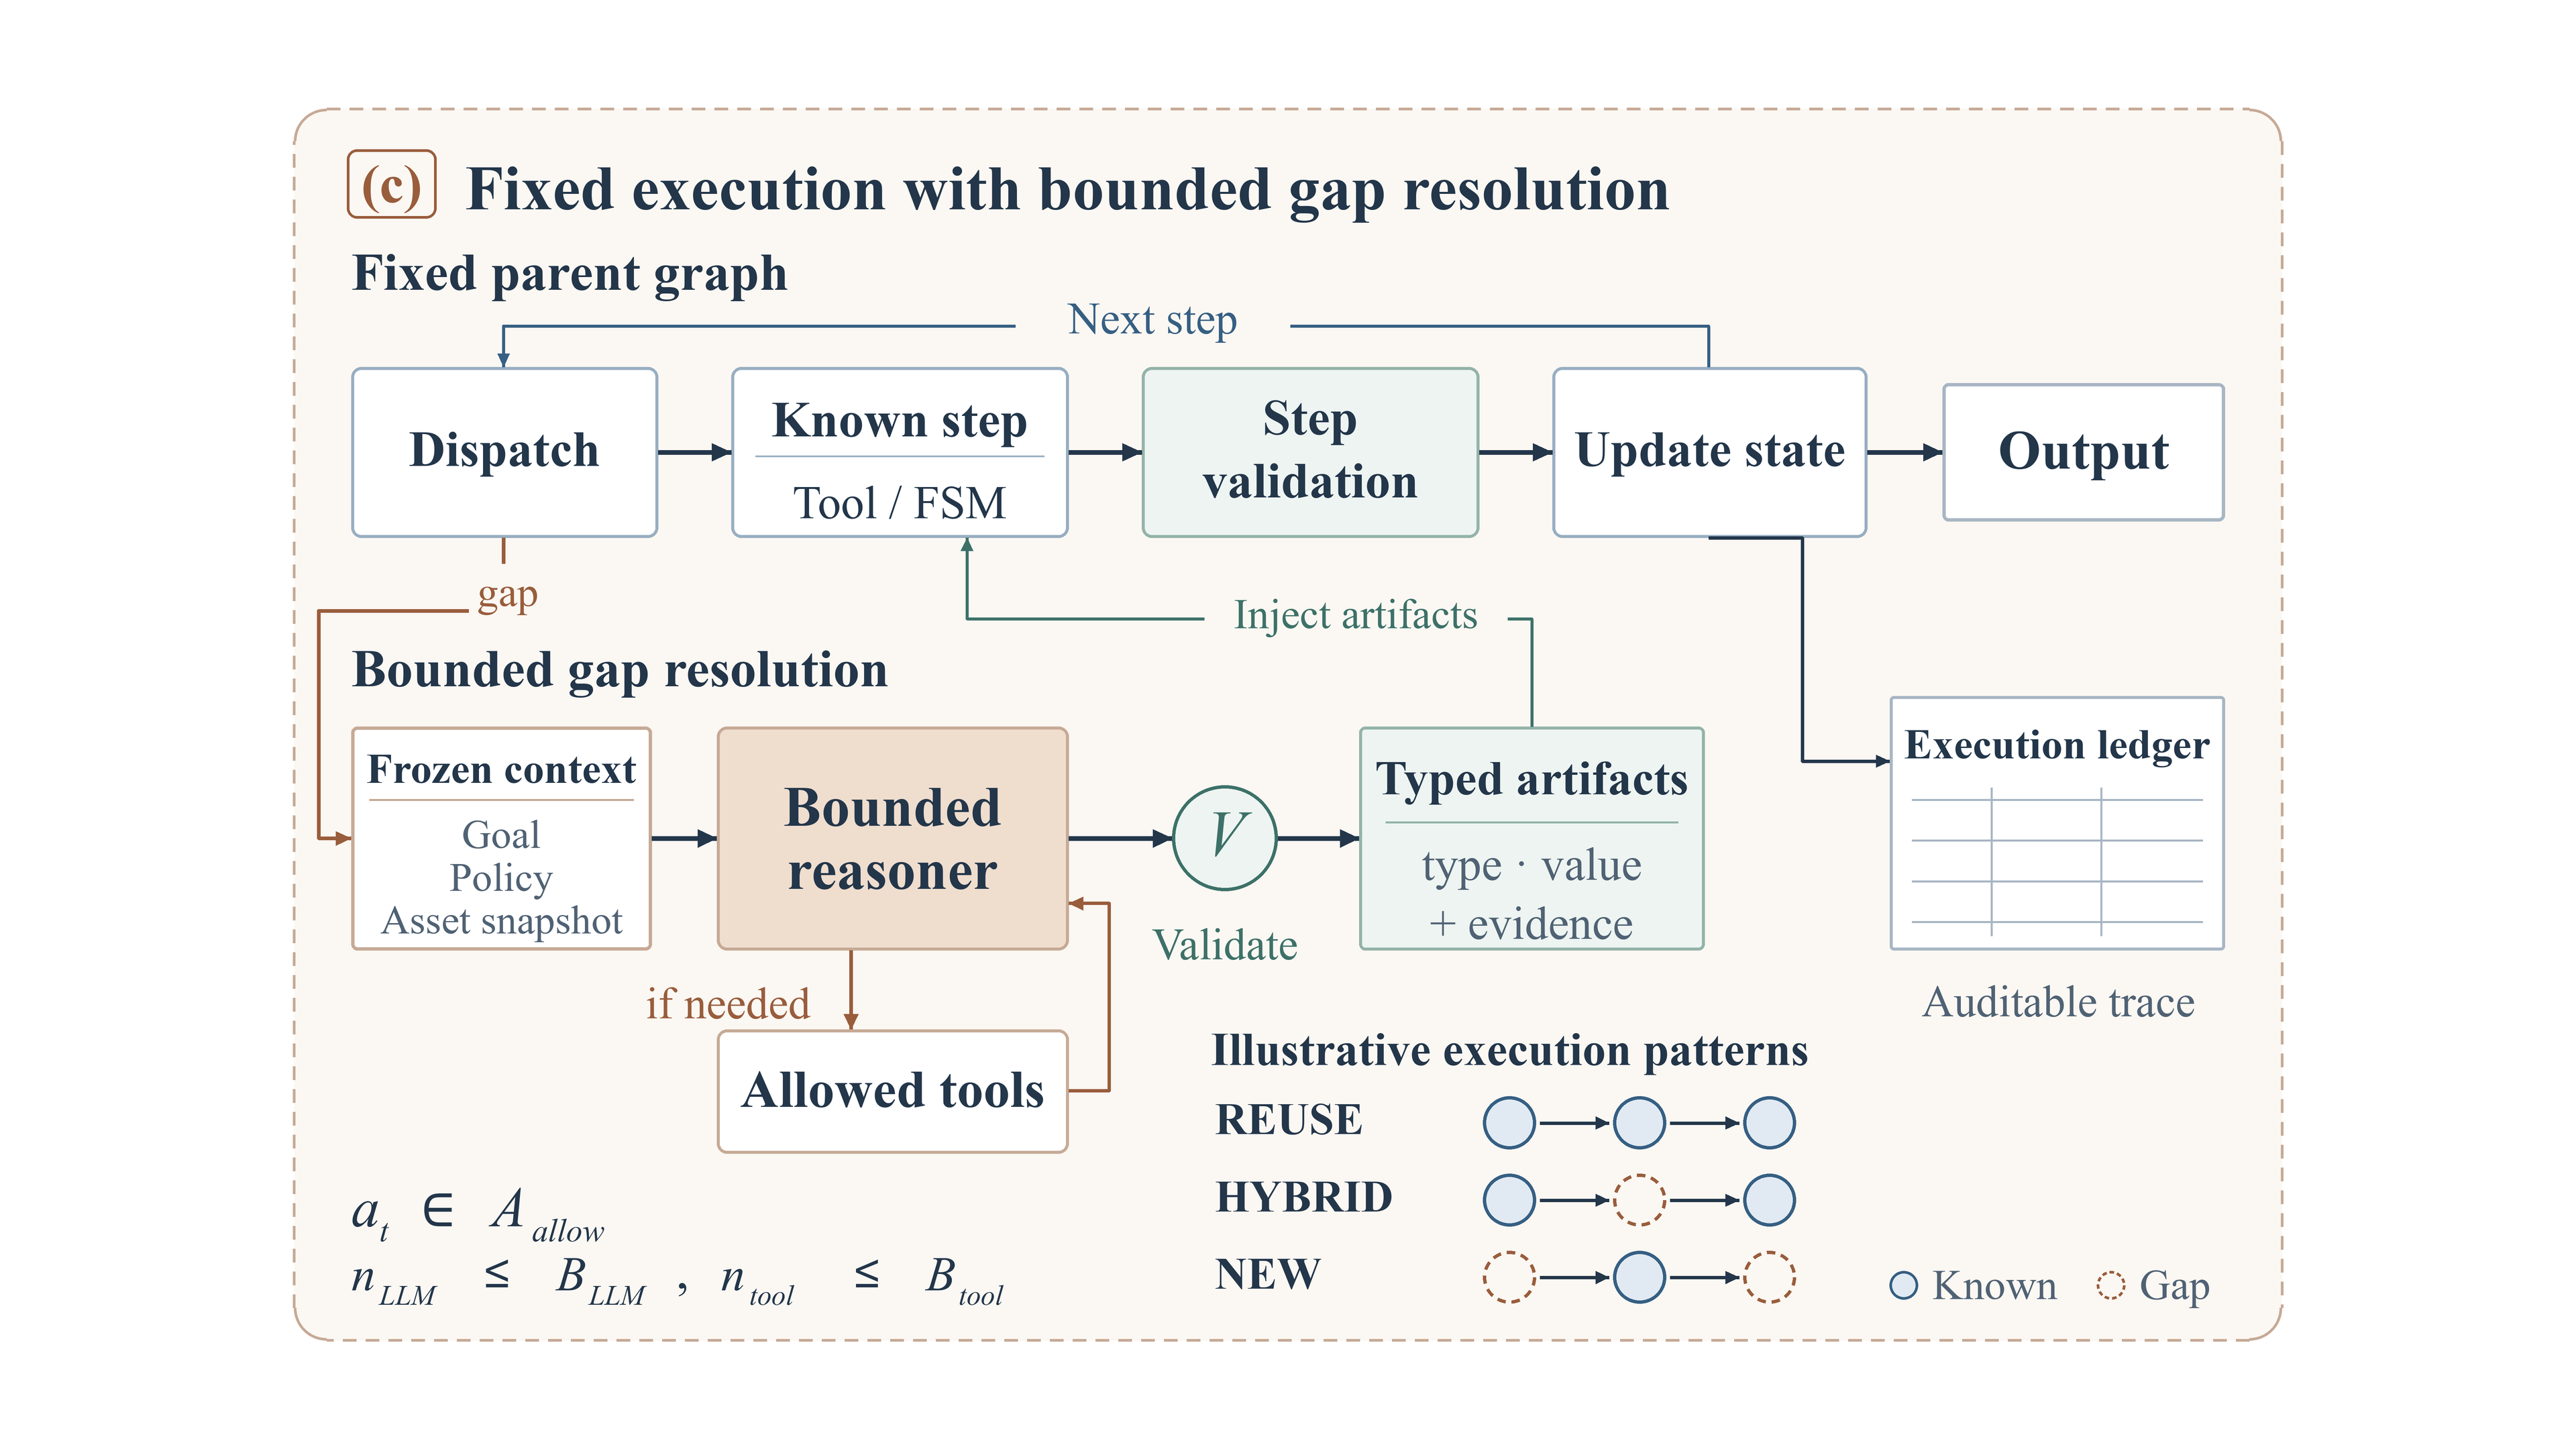 (c) Fixed execution with bounded gap resolution
Fixed parent graph
Next step
Dispatch
Known step
Tool / FSM
Step
validation
Update state
Output
gap
Inject artifacts
Bounded gap resolution
Frozen context
Goal
Policy
Asset snapshot
Bounded
reasoner
V
Validate
Typed artifacts
type · value
+ evidence
Execution ledger
Auditable trace
if needed
Allowed tools
Illustrative execution patterns
REUSE
HYBRID
NEW
Known
Gap
a_t ∈ A_allow
n_LLM ≤ B_LLM , n_tool ≤ B_tool